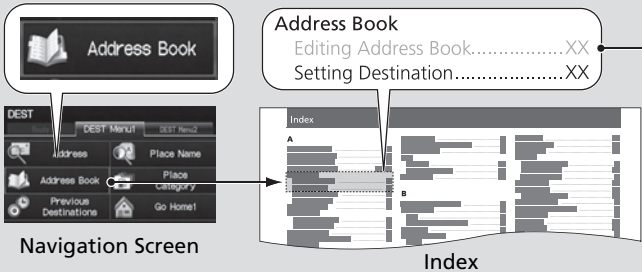 Address Book
Address Book
Editing Address Book................XX
Setting Destination....................XX
DEST
DEST Menu1
DEST Menu2
Address
Place Name
Address Book
Place
Category
Previous
Destinations
Go Home1
Navigation Screen
Index
A
B
Index